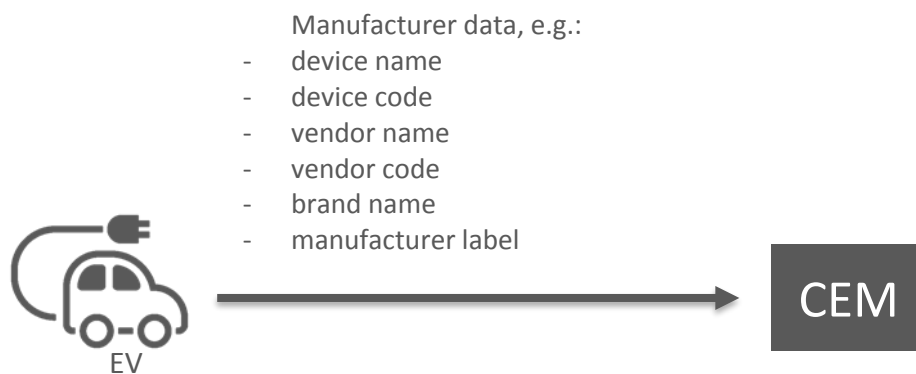 Manufacturer data, e.g.:
- device name
- device code
- vendor name
- vendor code
- brand name
- manufacturer label
CEM
EV